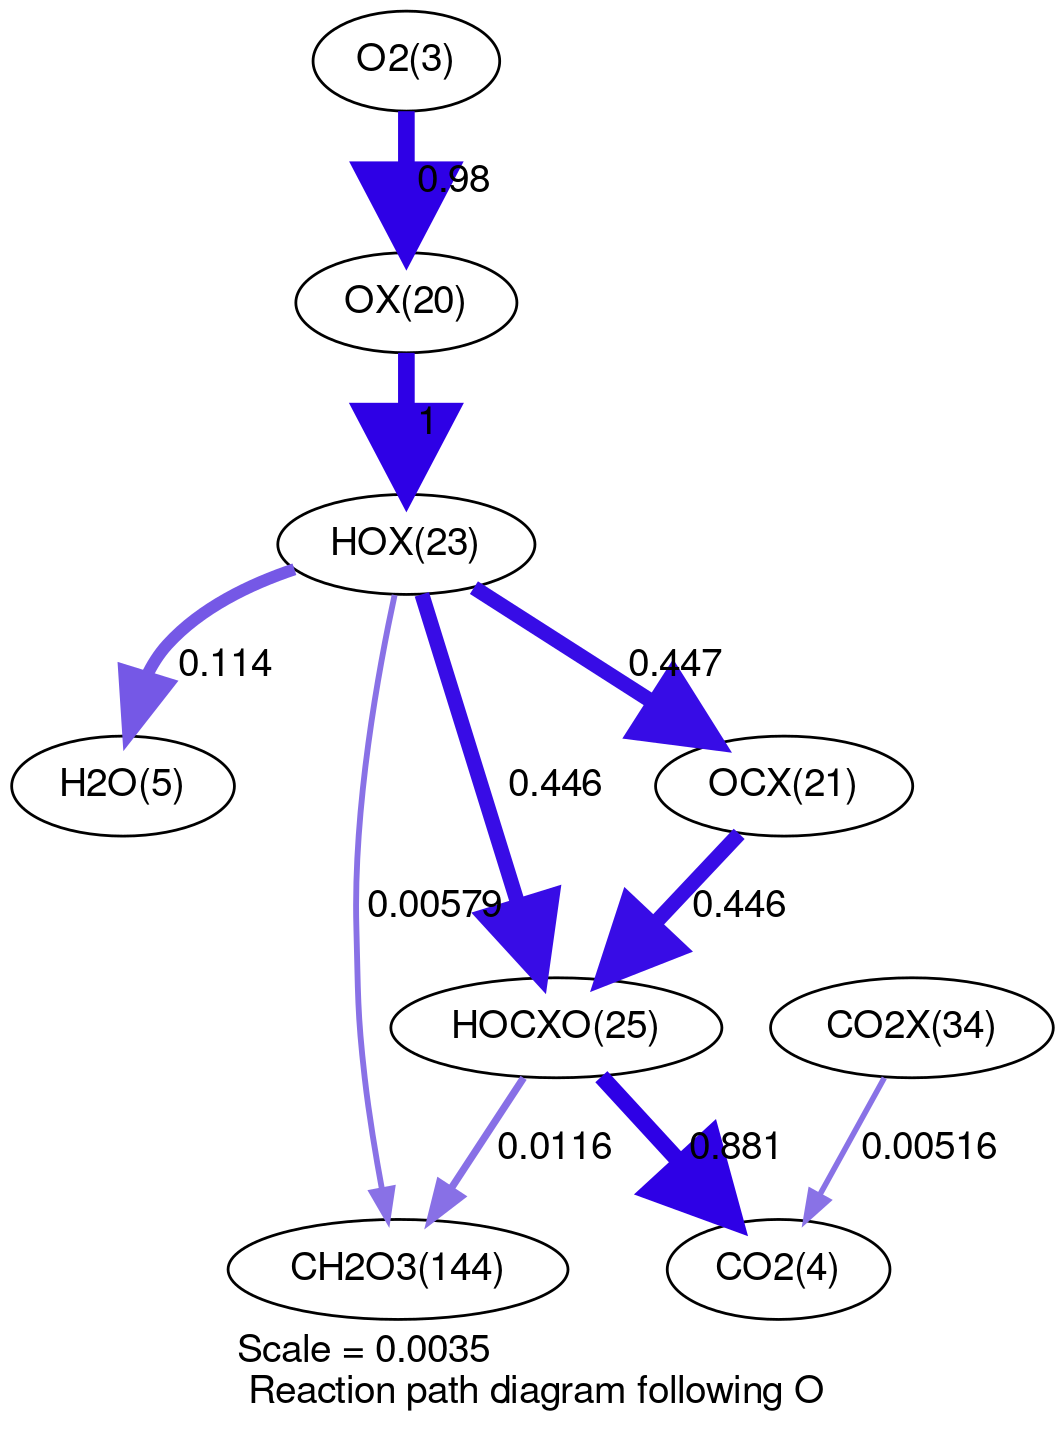 O2(3)
0.98
OX(20)
1
HOX(23)
0.114
0.447
H2O(5)
0.446
OCX(21)
0.00579
0.446
HOCXO(25)
CO2X(34)
0.0116
0.881
0.00516
CH2O3(144)
CO2(4)
Scale = 0.0035
Reaction path diagram following O